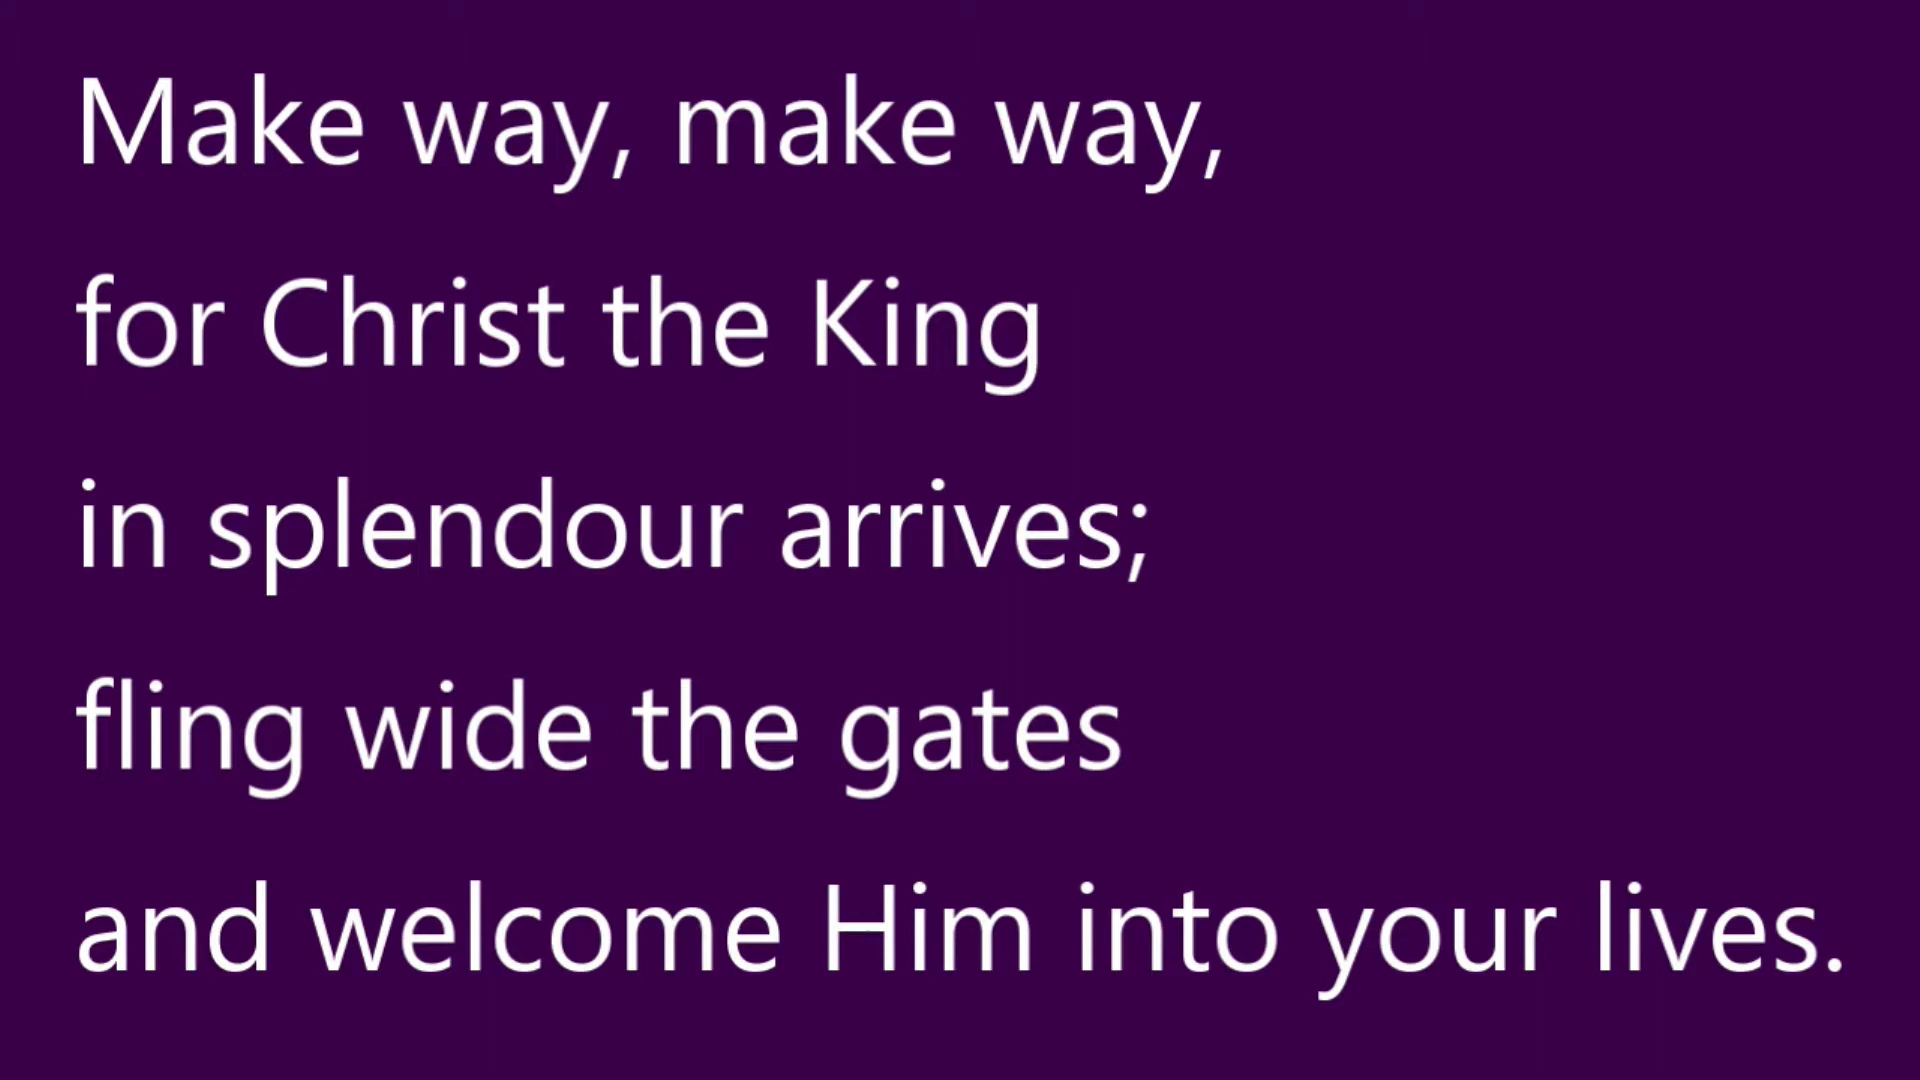 Make way, make way,
for Christ the King
in splendour arrives;
fling wide the gates
and welcome Him into your lives.